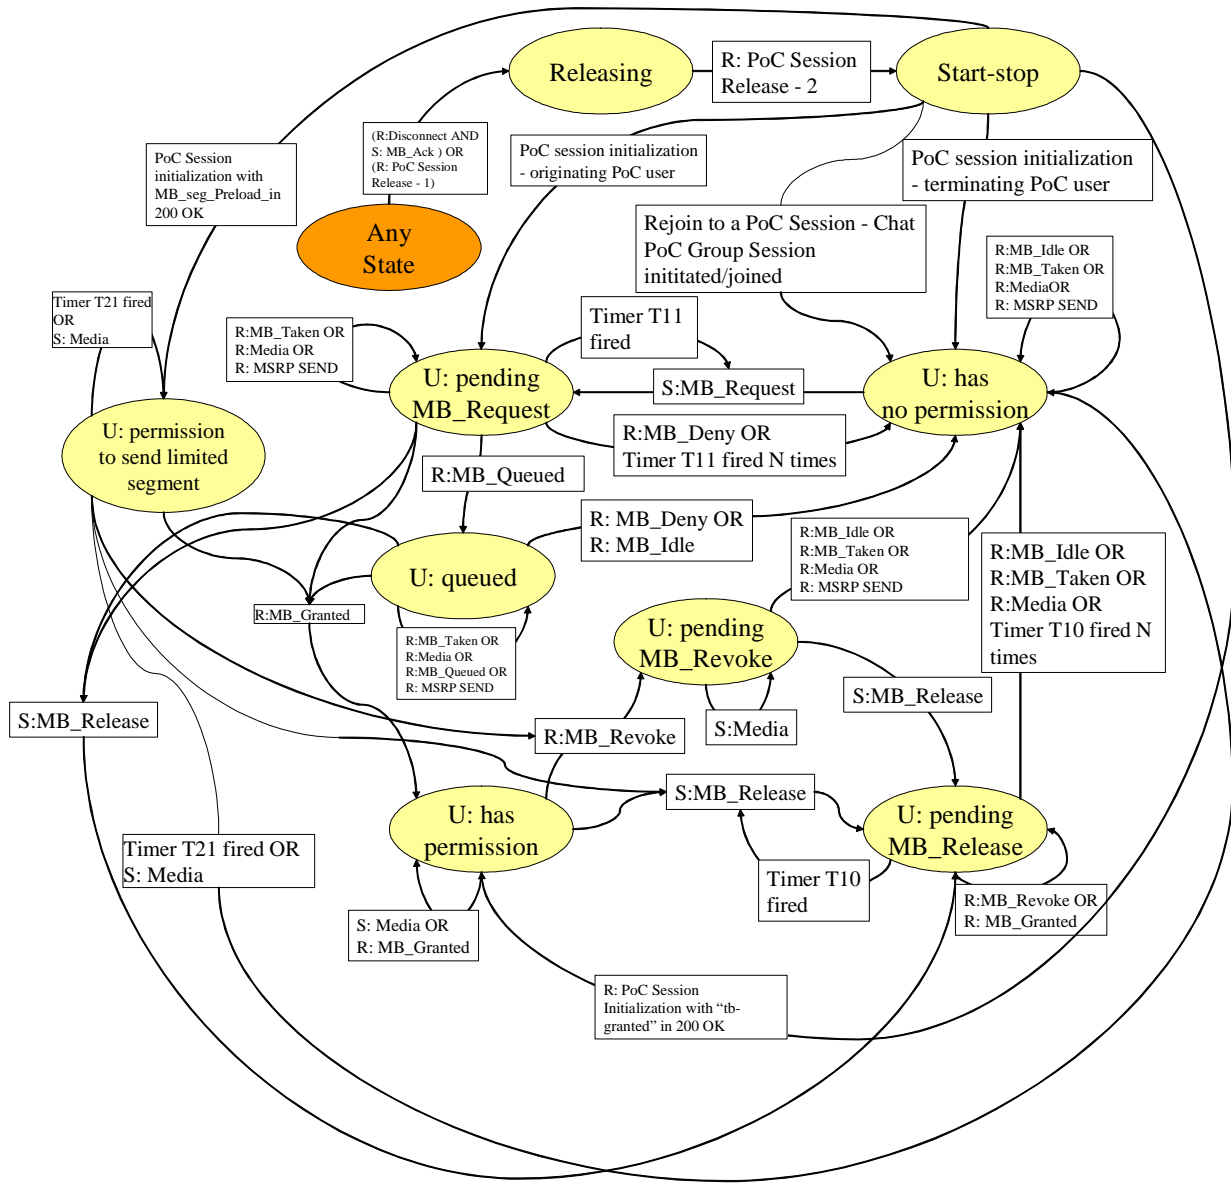 Releasing
R: PoC Session
Release - 2
Start-stop
(R:Disconnect AND
S: MB_Ack ) OR
(R: PoC Session
Release - 1)
PoC Session
initialization with
MB_seg_Preload_in
200 OK
PoC session initialization
- originating PoC user
PoC session initialization
- terminating PoC user
Any
State
Rejoin to a PoC Session - Chat
PoC Group Session
inititated/joined
R:MB_Idle OR
R:MB_Taken OR
R:MediaOR
R: MSRP SEND
Timer T21 fired
OR
S: Media
R:MB_Taken OR
R:Media OR
R: MSRP SEND
Timer T11
fired
U: pending
MB_Request
S:MB_Request
U: has
no permission
U: permission
to send limited
segment
R:MB_Deny OR
Timer T11 fired N times
R:MB_Queued
R: MB_Deny OR
R: MB_Idle
R:MB_Idle OR
R:MB_Taken OR
R:Media OR
R: MSRP SEND
R:MB_Idle OR
R:MB_Taken OR
R:Media OR
Timer T10 fired N
times
U: queued
R:MB_Granted
R:MB_Taken OR
R:Media OR
R:MB_Queued OR
R: MSRP SEND
U: pending
MB_Revoke
S:MB_Release
S:MB_Release
R:MB_Revoke
S:Media
S:MB_Release
U: has
permission
U: pending
MB_Release
Timer T21 fired OR
S: Media
Timer T10
fired
R:MB_Revoke OR
R: MB_Granted
S: Media OR
R: MB_Granted
R: PoC Session
Initialization with “tb-
granted” in 200 OK